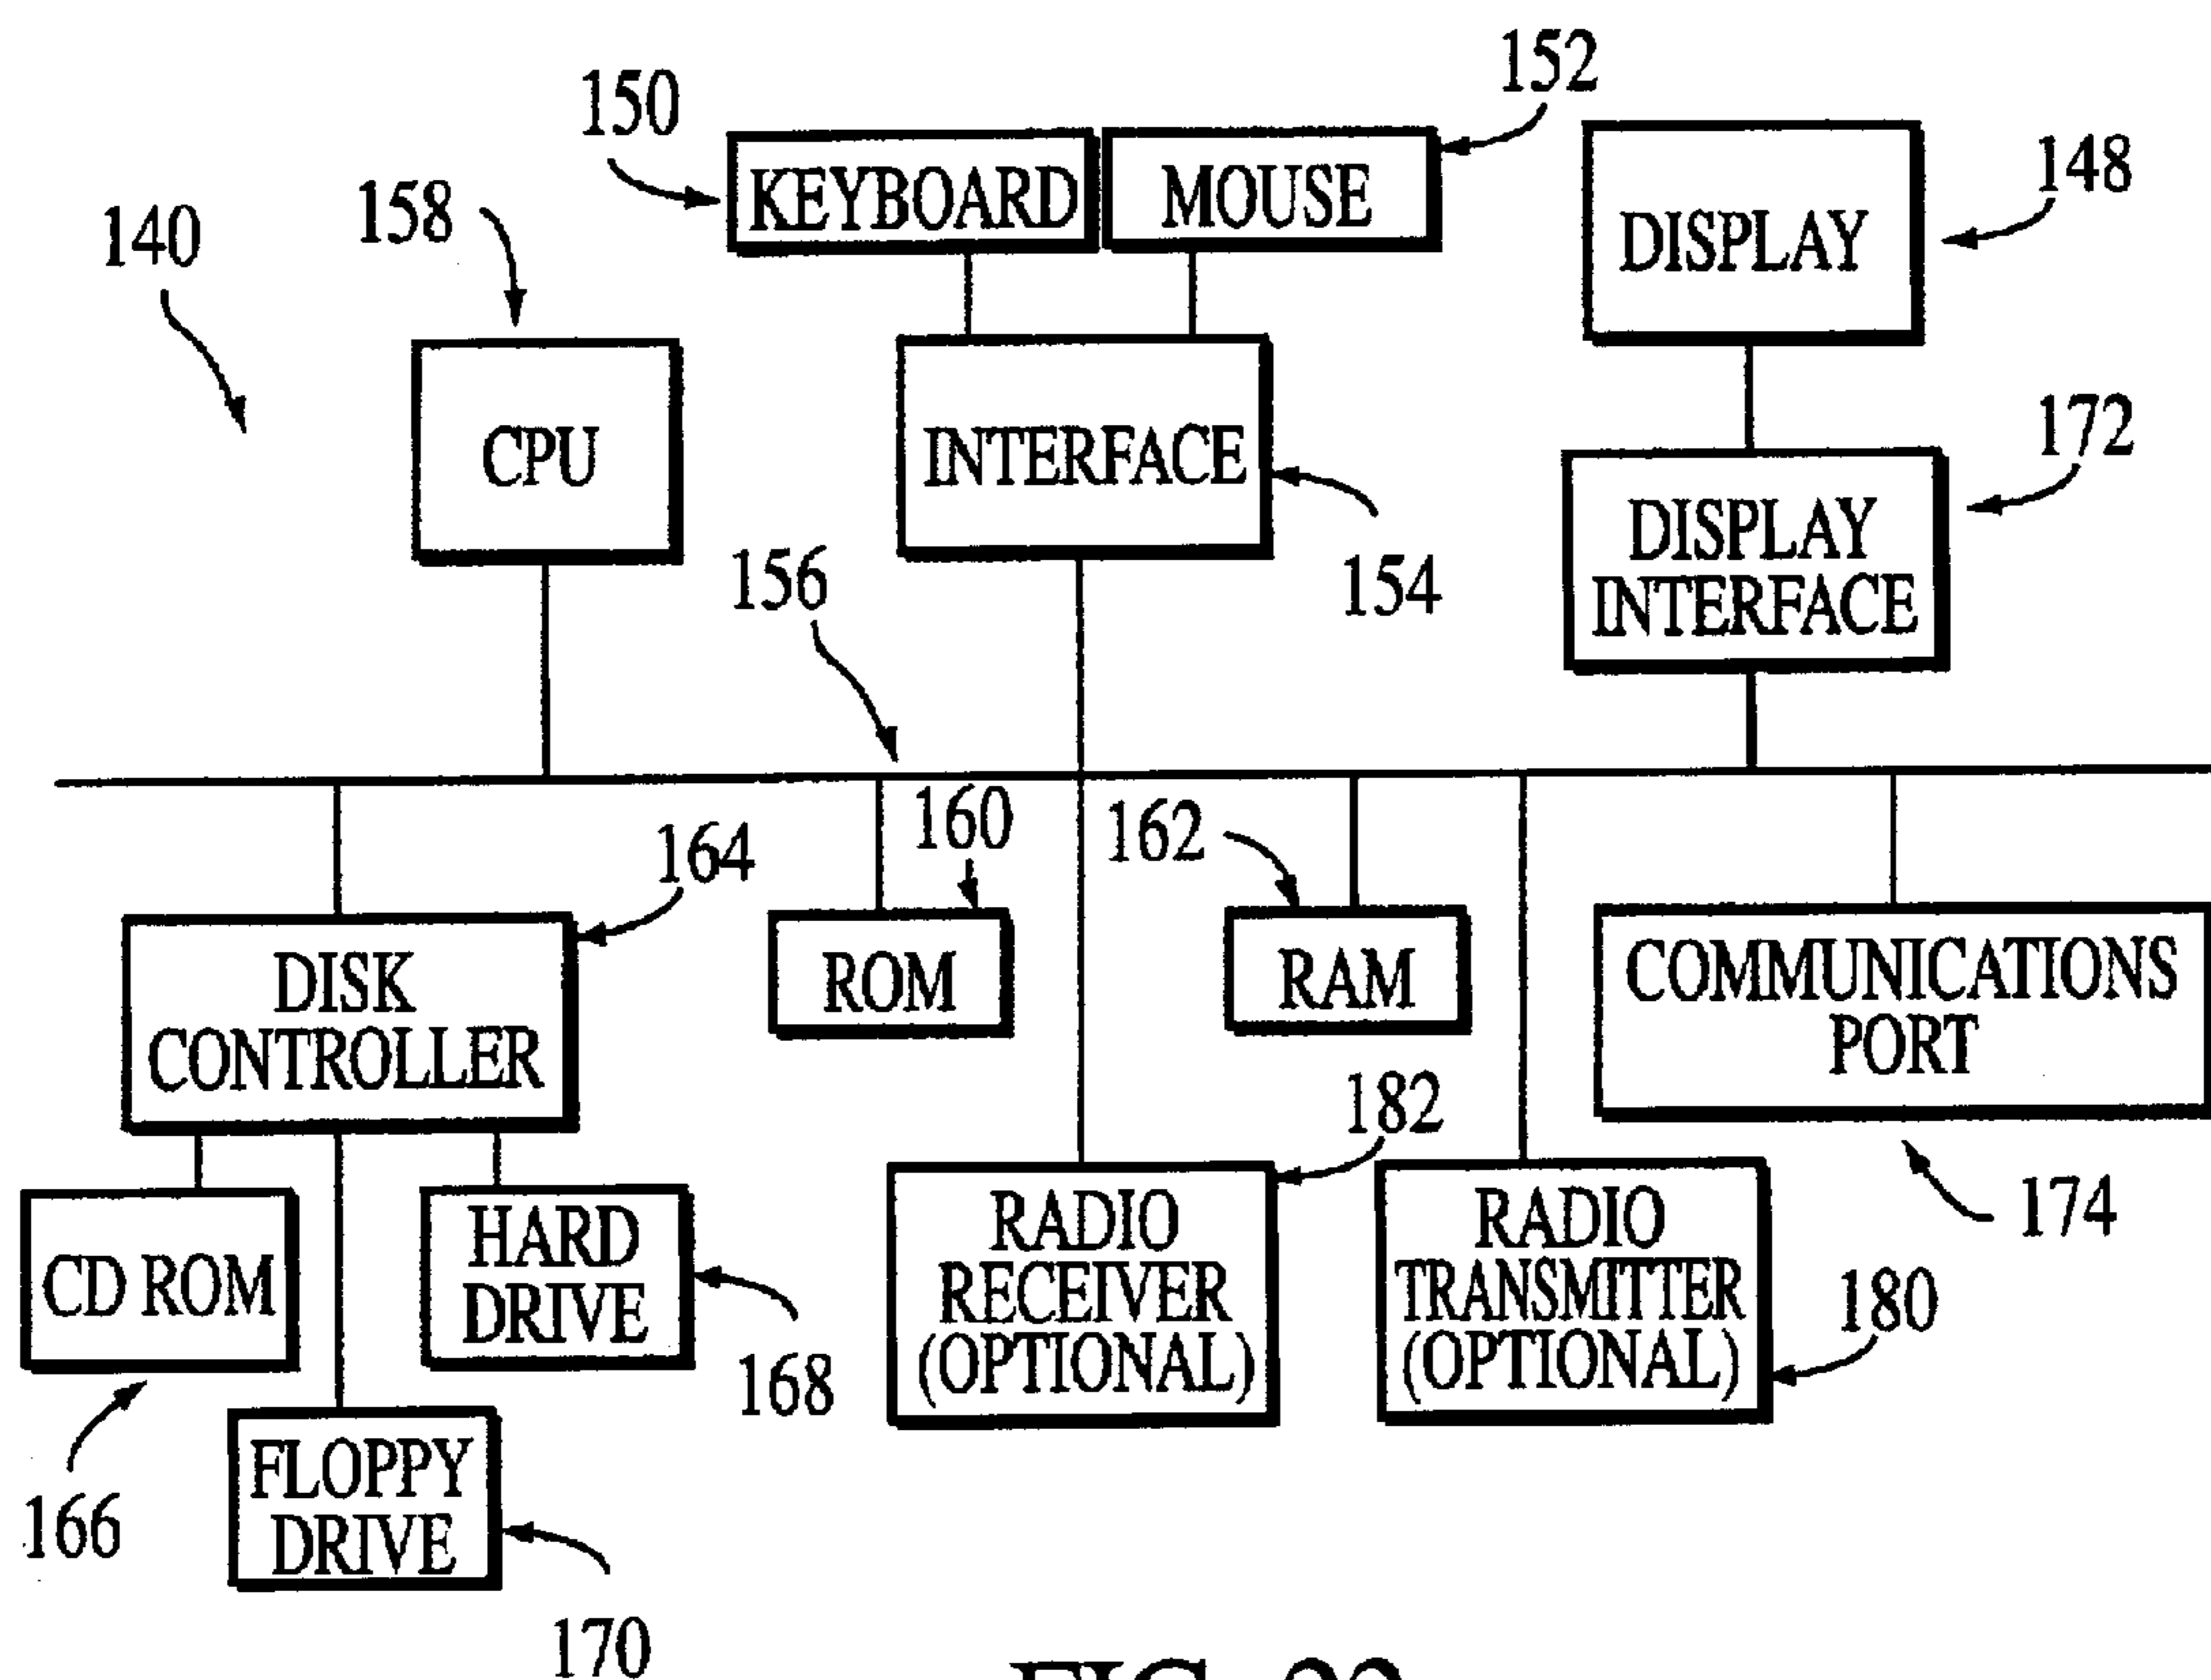 152
150
KEYBOARD
MOUSE
148
158
DISPLAY
140
172
CPU
INTERFACE
DISPLAY
INTERFACE
156
154
160
162
164
DISK
CONTROLLER
ROM
RAM
COMMUNICATIONS
PORT
182
174
CD ROM
HARD
DRIVE
RADIO
RECEIVER
(OPTIONAL)
RADIO
TRANSMITTER
(OPTIONAL)
180
168
166
FLOPPY
DRIVE
170